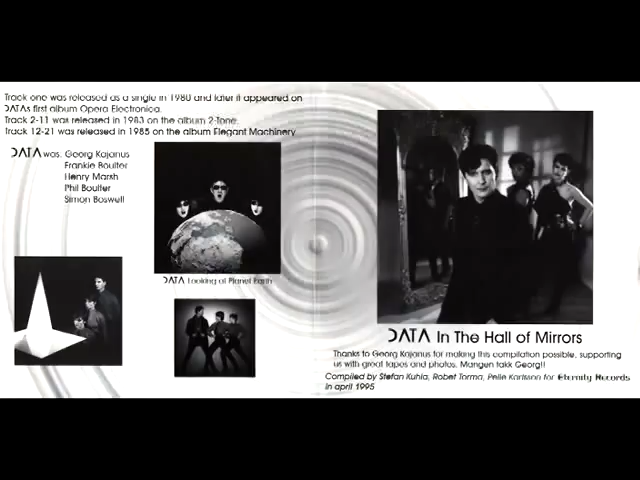 Track one was released as a single in 1980 and later it appeared on
DATAs first album Opera Electronica.
Track 2-11 was released in 1983 on the album 2-Tone.
Track 12-21 was released in 1985 on the album Elegant Machinery
DATA was: Georg Kajanus
Frankie Boulter
Henry Marsh
Phil Boulter
Simon Boswell
DATA Looking at Planet Earth
DATA In The Hall of Mirrors
Thanks to Georg Kajanus for making this compilation possible, supporting
us with great tapes and photos. Mangen takk Georg!!
Compiled by Stefan Kuhla, Robet Torma, Pelle Karlsson for Eternity Records
in april 1995